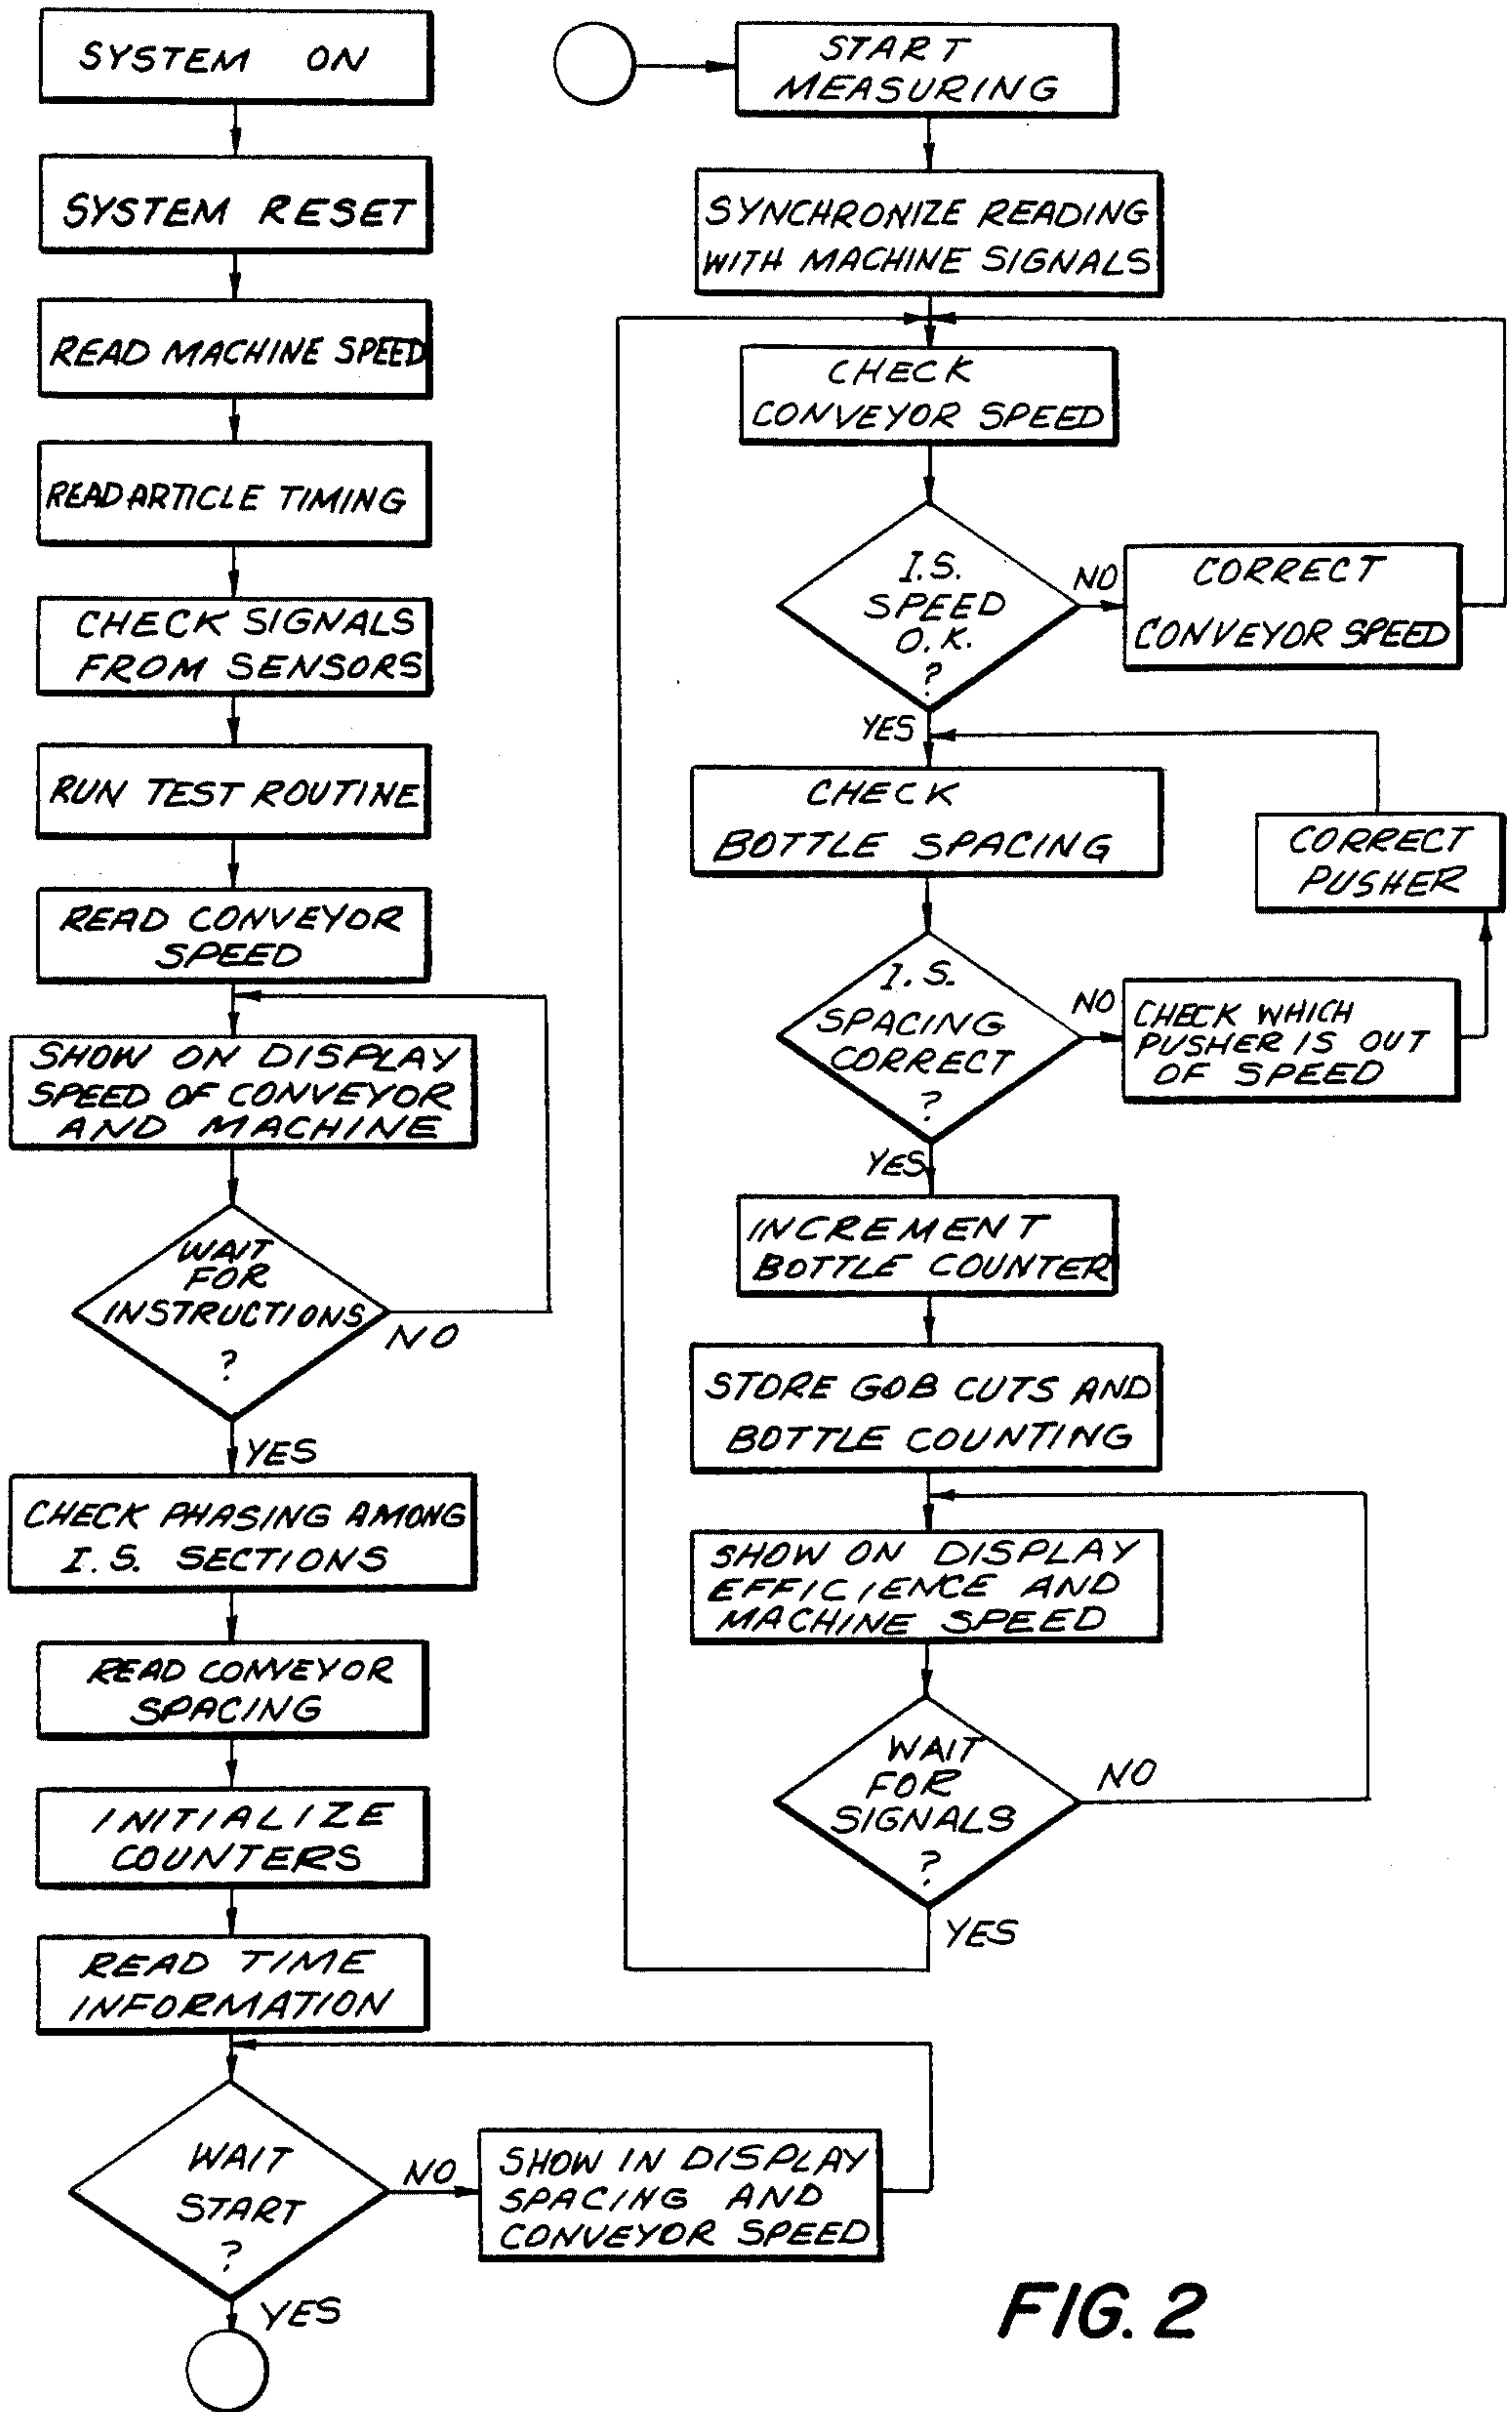 SYSTEM ON
SYSTEM RESET
READ MACHINE SPEED
READ ARTICLE TIMING
CHECK SIGNALS
FROM SENSORS
RUN TEST ROUTINE
READ CONVEYOR
SPEED
SHOW ON DISPLAY
SPEED OF CONVEYOR
AND MACHINE
WAIT
FOR
INSTRUCTIONS
?
NO
YES
CHECK PHASING AMONG
I.S. SECTIONS
READ CONVEYOR
SPACING
INITIALIZE
COUNTERS
READ TIME
INFORMATION
WAIT
START
?
NO
SHOW IN DISPLAY
SPACING AND
CONVEYOR SPEED
YES
START
MEASURING
SYNCHRONIZE READING
WITH MACHINE SIGNALS
CHECK
CONVEYOR SPEED
I.S.
SPEED
O.K.
?
NO
CORRECT
CONVEYOR SPEED
YES
CHECK
BOTTLE SPACING
I.S.
SPACING
CORRECT
?
NO
CHECK WHICH
PUSHER IS OUT
OF SPEED
CORRECT
PUSHER
YES
INCREMENT
BOTTLE COUNTER
STORE GOB CUTS AND
BOTTLE COUNTING
SHOW ON DISPLAY
EFFICIENCE AND
MACHINE SPEED
WAIT
FOR
SIGNALS
?
NO
YES
FIG. 2